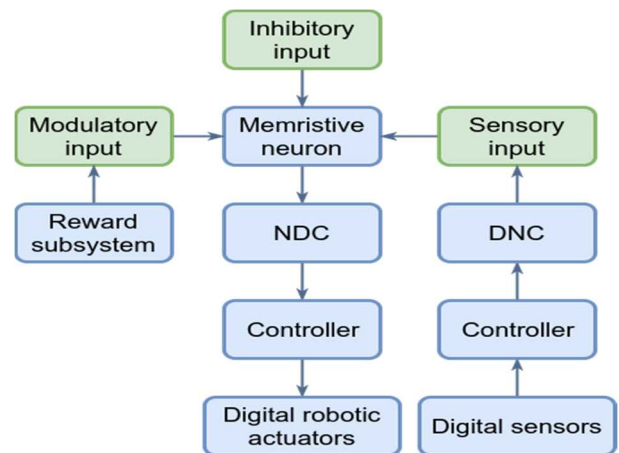 Inhibitory
input
Modulatory
input
Memristive
neuron
Sensory
input
Reward
subsystem
NDC
DNC
Controller
Controller
Digital robotic
actuators
Digital sensors